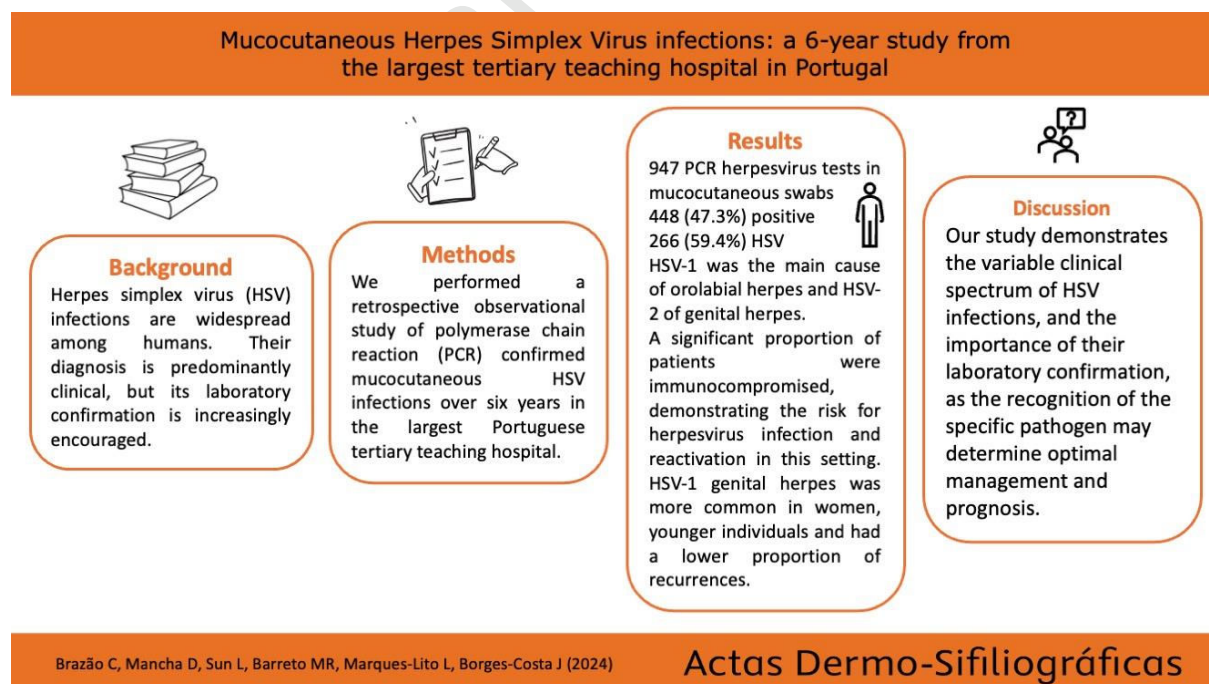 Mucocutaneous Herpes Simplex Virus infections: a 6-year study from
the largest tertiary teaching hospital in Portugal
Background
Herpes simplex virus (HSV)
infections are widespread
among humans. Their
diagnosis is predominantly
clinical, but its laboratory
confirmation is increasingly
encouraged.
Methods
We performed a
retrospective observational
study of polymerase chain
reaction (PCR) confirmed
mucocutaneous HSV
infections over six years in
the largest Portuguese
tertiary teaching hospital.
Results
947 PCR herpesvirus tests in
mucocutaneous swabs
448 (47.3%) positive
266 (59.4%) HSV
HSV-1 was the main cause
of orolabial herpes and HSV-
2 of genital herpes.
A significant proportion of
patients were
immunocompromised,
demonstrating the risk for
herpesvirus infection and
reactivation in this setting.
HSV-1 genital herpes was
more common in women,
younger individuals and had
a lower proportion of
recurrences.
?
Discussion
Our study demonstrates
the variable clinical
spectrum of HSV
infections, and the
importance of their
laboratory confirmation,
as the recognition of the
specific pathogen may
determine optimal
management and
prognosis.
Brazão C, Mancha D, Sun L, Barreto MR, Marques-Lito L, Borges-Costa J (2024)
Actas Dermo-Sifiliográficas